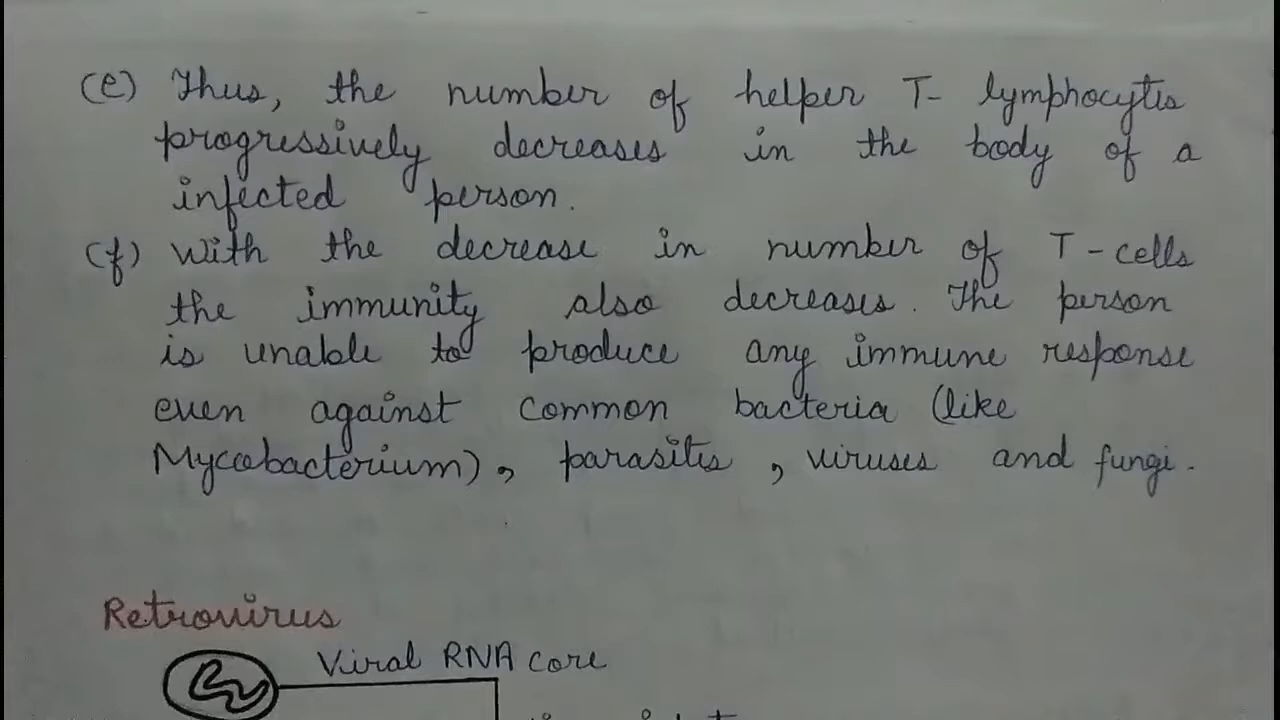 (e) Thus, the number of helper T- lymphocytes
progressively decreases in the body of a
infected person.
(f) With the decrease in number of T-cells
the immunity also decreases. The person
is unable to produce any immune response
even against common bacteria (like
Mycobacterium), parasites, viruses and fungi.
Retrovirus
Viral RNA core